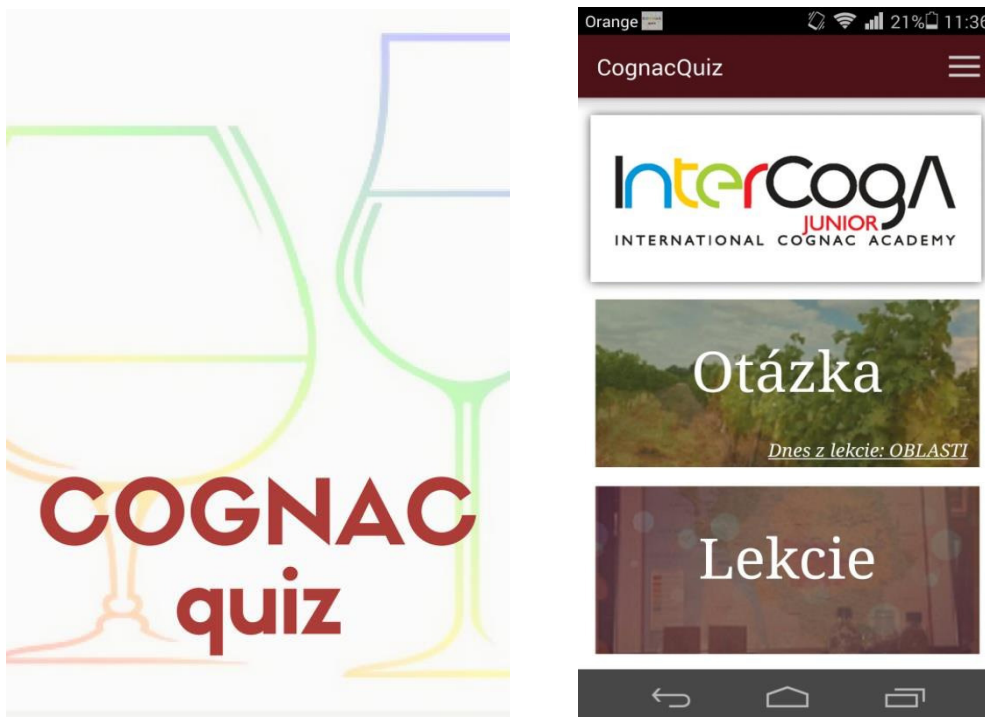 COGNAC
quiz
Orange 21% 11:36
CognacQuiz
InterCogA
JUNIOR
INTERNATIONAL COGNAC ACADEMY
Otázka
Dnes z lekcie: OBLASTI
Lekcie